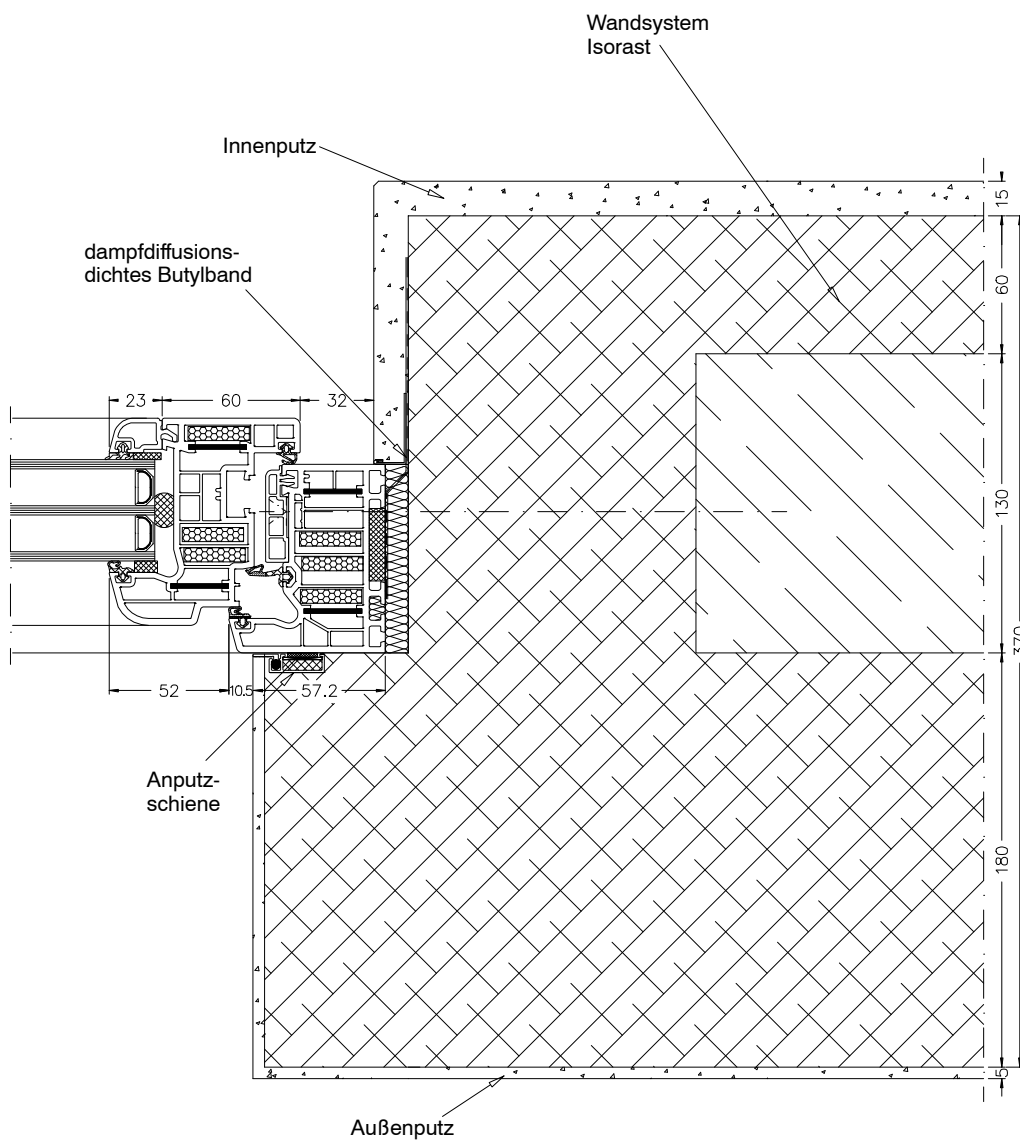 Wandsystem
Isorast
Innenputz
15
dampfdiffusions-
dichtes Butylband
60
23
60
32
130
370
52
10.5
57.2
Anputz-
schiene
180
5
Außenputz